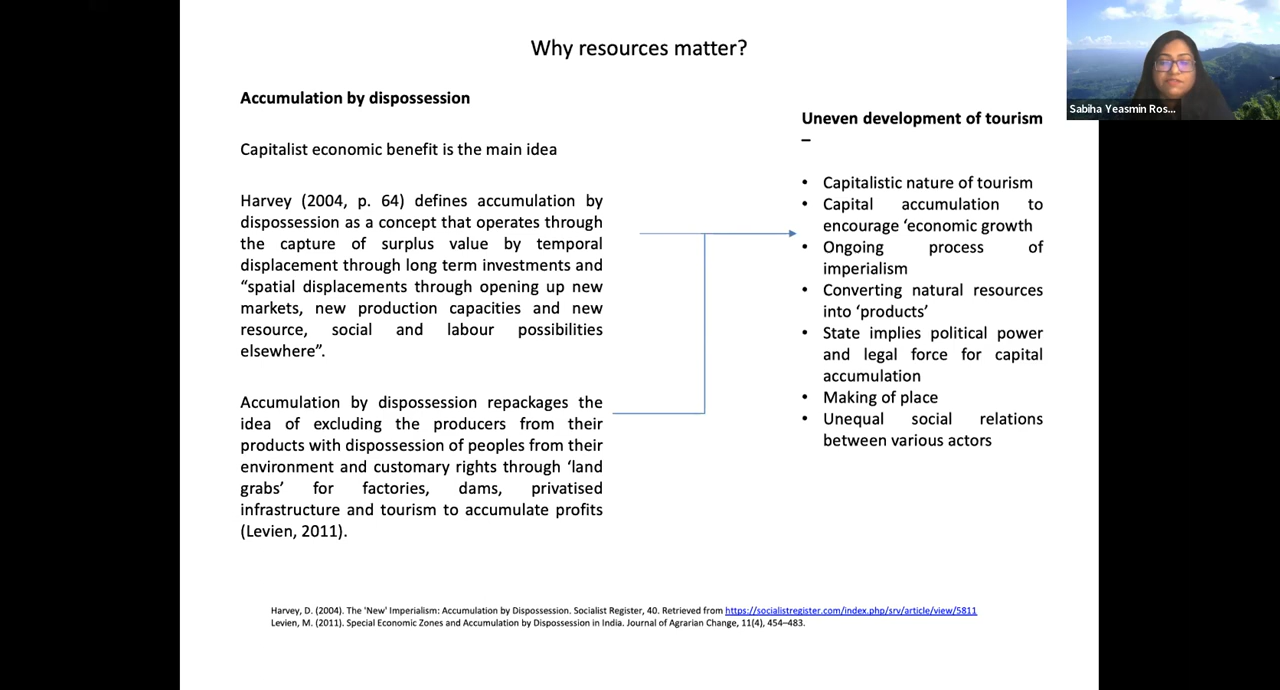 Why resources matter?
Accumulation by dispossession
Capitalist economic benefit is the main idea
Harvey (2004, p. 64) defines accumulation by
dispossession as a concept that operates through
the capture of surplus value by temporal
displacement through long term investments and
“spatial displacements through opening up new
markets, new production capacities and new
resource, social and labour possibilities
elsewhere”.
Accumulation by dispossession repackages the
idea of excluding the producers from their
products with dispossession of peoples from their
environment and customary rights through ‘land
grabs’ for factories, dams, privatised
infrastructure and tourism to accumulate profits
(Levien, 2011).
Uneven development of tourism
–
• Capitalistic nature of tourism
• Capital accumulation to
encourage ‘economic growth
• Ongoing process of
imperialism
• Converting natural resources
into ‘products’
• State implies political power
and legal force for capital
accumulation
• Making of place
• Unequal social relations
between various actors
Harvey, D. (2004). The 'New' Imperialism: Accumulation by Dispossession. Socialist Register, 40. Retrieved from https://socialistregister.com/index.php/srv/article/view/5811
Levien, M. (2011). Special Economic Zones and Accumulation by Dispossession in India. Journal of Agrarian Change, 11(4), 454–483.
Sabiha Yeasmin Ros...